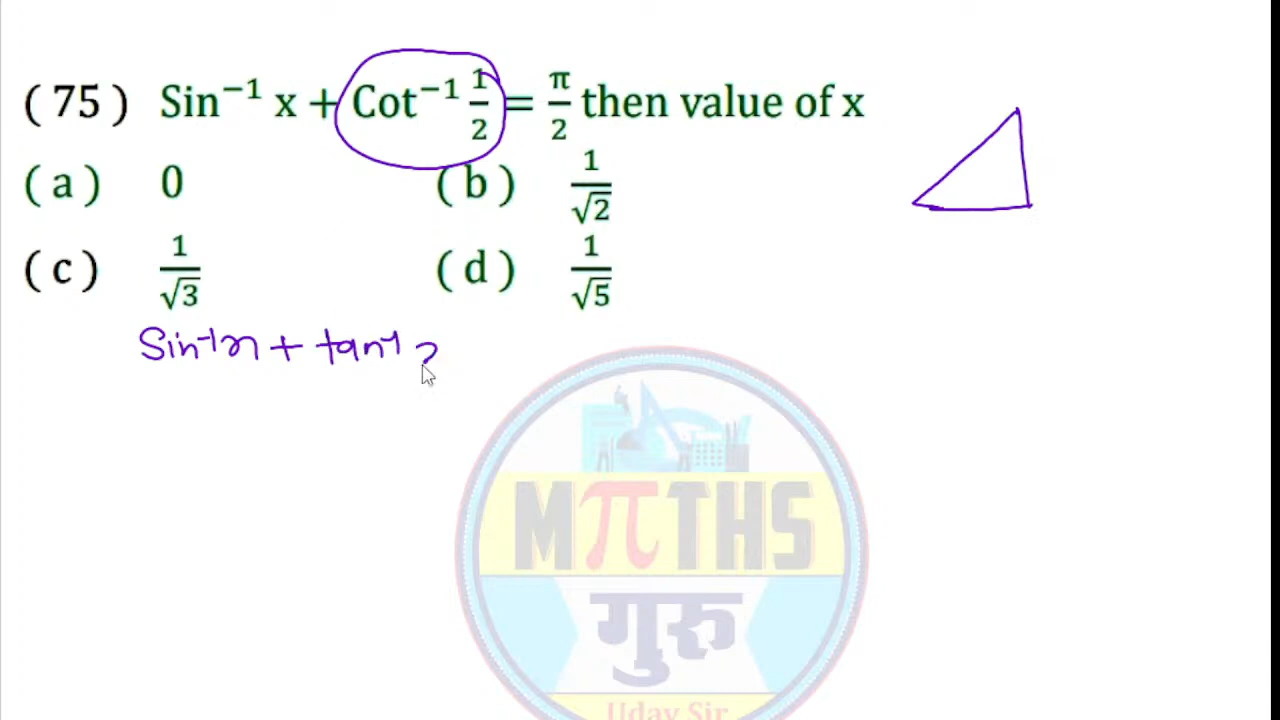 ( 75 ) Sin⁻¹ x + Cot⁻¹ 1/2 = π/2 then value of x
( a ) 0 ( b ) 1/√2
( c ) 1/√3 ( d ) 1/√5
Sin⁻¹x + tan⁻¹ 2
MπTHS
गुरु
Uday Sir